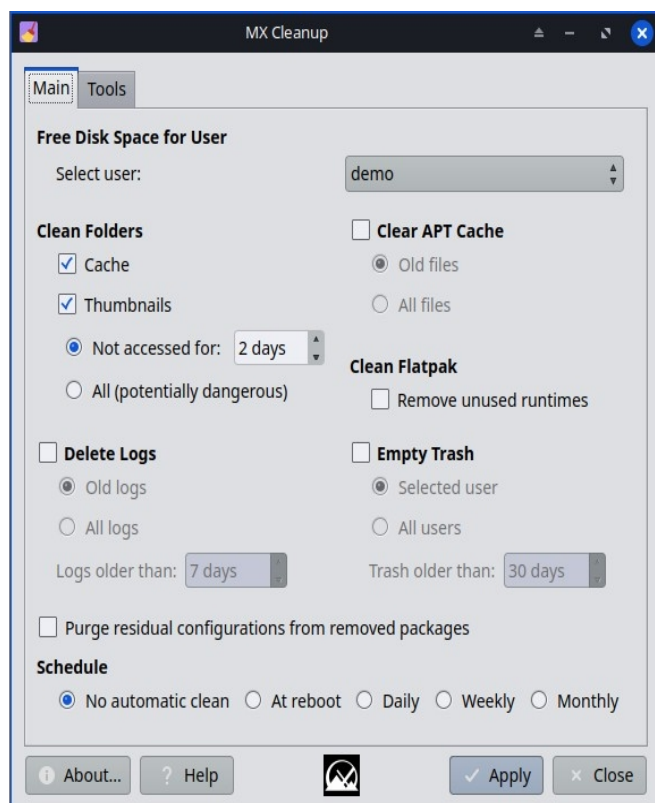 MX Cleanup
Main
Tools
Free Disk Space for User
Select user:
demo
Clean Folders
Cache
Thumbnails
Not accessed for:
2 days
All (potentially dangerous)
Clear APT Cache
Old files
All files
Clean Flatpak
Remove unused runtimes
Delete Logs
Old logs
All logs
Logs older than:
7 days
Empty Trash
Selected user
All users
Trash older than:
30 days
Purge residual configurations from removed packages
Schedule
No automatic clean
At reboot
Daily
Weekly
Monthly
About...
Help
Apply
Close